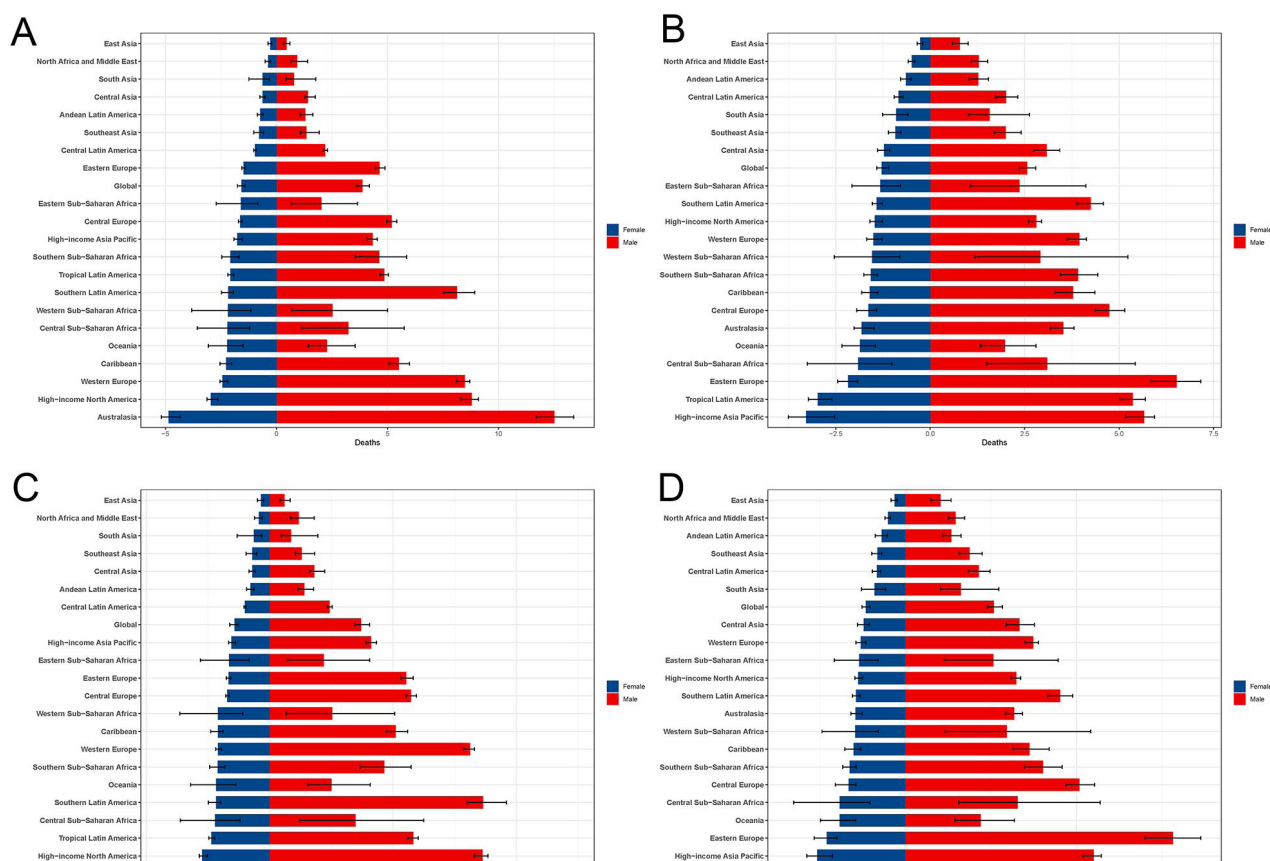 A
East Asia
North Africa and Middle East
South Asia
Central Asia
Andean Latin America
Southeast Asia
Central Latin America
Eastern Europe
Global
Eastern Sub-Saharan Africa
Central Europe
High-income Asia Pacific
Southern Sub-Saharan Africa
Tropical Latin America
Southern Latin America
Western Sub-Saharan Africa
Central Sub-Saharan Africa
Oceania
Caribbean
Western Europe
High-income North America
Australasia
-5 0 5 10
Deaths
Female
Male
B
East Asia
North Africa and Middle East
Andean Latin America
Central Latin America
South Asia
Southeast Asia
Central Asia
Global
Eastern Sub-Saharan Africa
Southern Latin America
High-income North America
Western Europe
Western Sub-Saharan Africa
Southern Sub-Saharan Africa
Caribbean
Central Europe
Australasia
Oceania
Central Sub-Saharan Africa
Eastern Europe
Tropical Latin America
High-income Asia Pacific
-2.5 0.0 2.5 5.0 7.5
Deaths
Female
Male
C
East Asia
North Africa and Middle East
South Asia
Southeast Asia
Central Asia
Andean Latin America
Central Latin America
Global
High-income Asia Pacific
Eastern Sub-Saharan Africa
Eastern Europe
Central Europe
Western Sub-Saharan Africa
Caribbean
Western Europe
Southern Sub-Saharan Africa
Oceania
Southern Latin America
Central Sub-Saharan Africa
Tropical Latin America
High-income North America
Female
Male
D
East Asia
North Africa and Middle East
Andean Latin America
Southeast Asia
Central Latin America
South Asia
Global
Central Asia
Western Europe
Eastern Sub-Saharan Africa
High-income North America
Southern Latin America
Australasia
Western Sub-Saharan Africa
Caribbean
Southern Sub-Saharan Africa
Central Europe
Central Sub-Saharan Africa
Oceania
Eastern Europe
High-income Asia Pacific
Female
Male